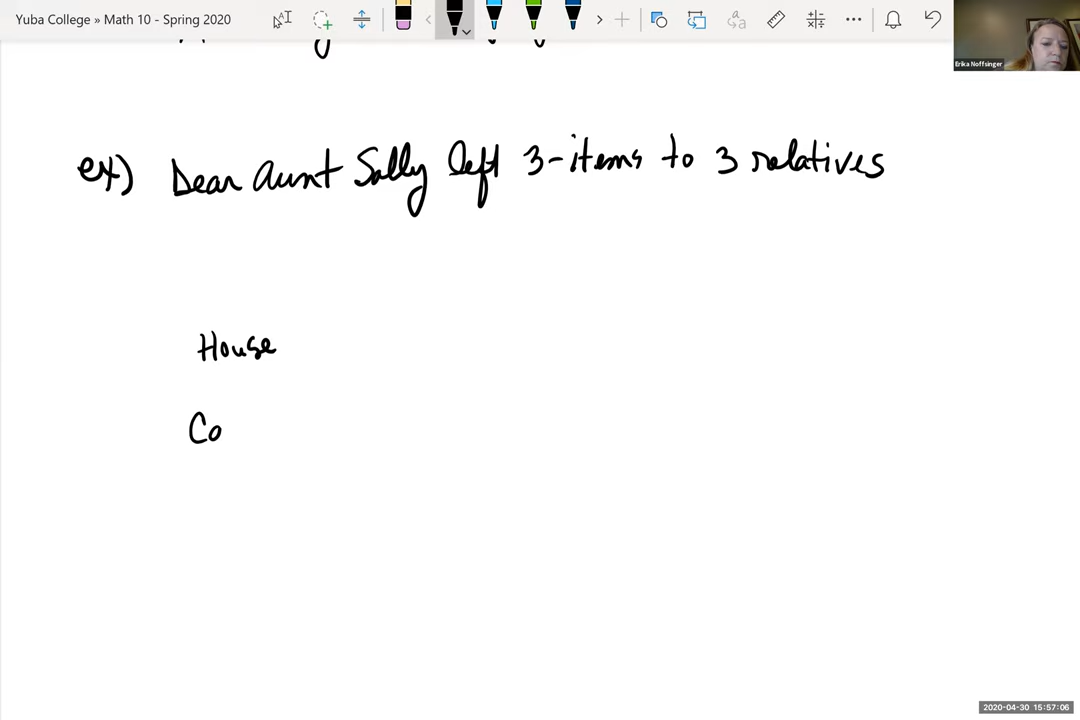 Yuba College » Math 10 - Spring 2020
Erika Noffsinger
ex) Dear Aunt Sally left 3-items to 3 relatives
House
Co
2020-04-30 15:57:06